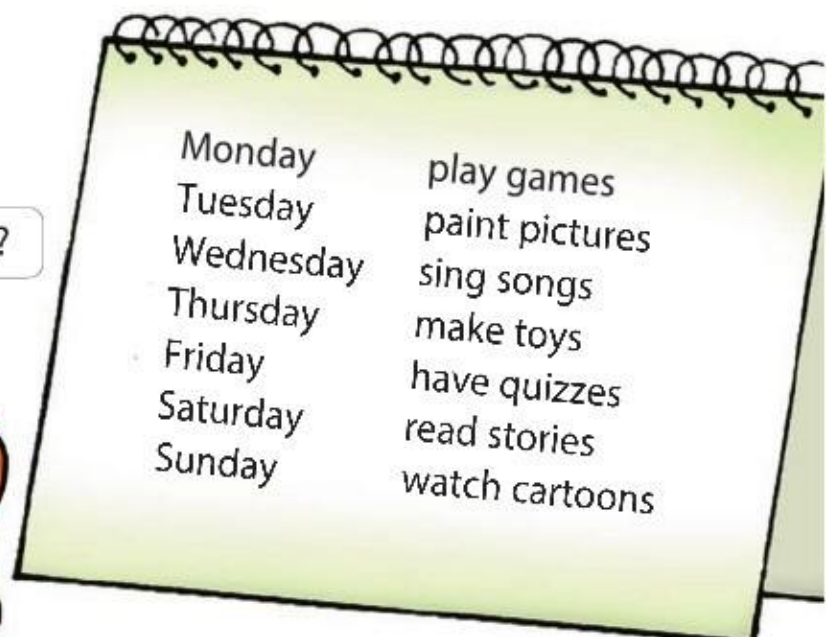 ?
Monday play games
Tuesday paint pictures
Wednesday sing songs
Thursday make toys
Friday have quizzes
Saturday read stories
Sunday watch cartoons